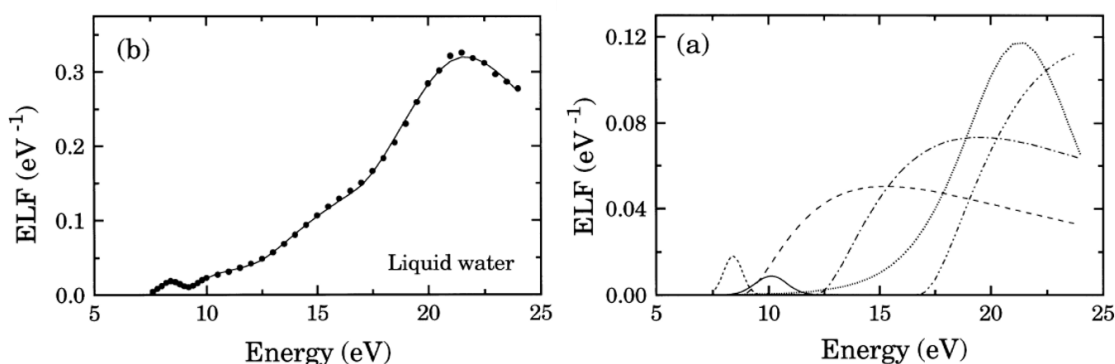 (b)
ELF (eV -1)
0.3
0.2
0.1
0.0
Liquid water
5 10 15 20 25
Energy (eV)
(a)
ELF (eV -1)
0.12
0.08
0.04
0.00
5 10 15 20 25
Energy (eV)